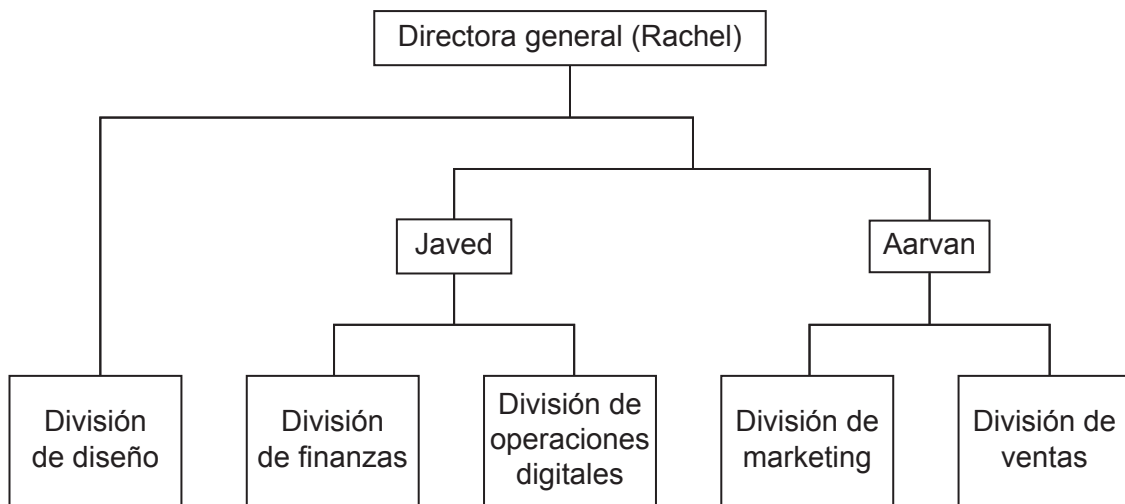 Directora general (Rachel)
Javed
Aarvan
División
de diseño
División
de finanzas
División de
operaciones
digitales
División de
marketing
División de
ventas